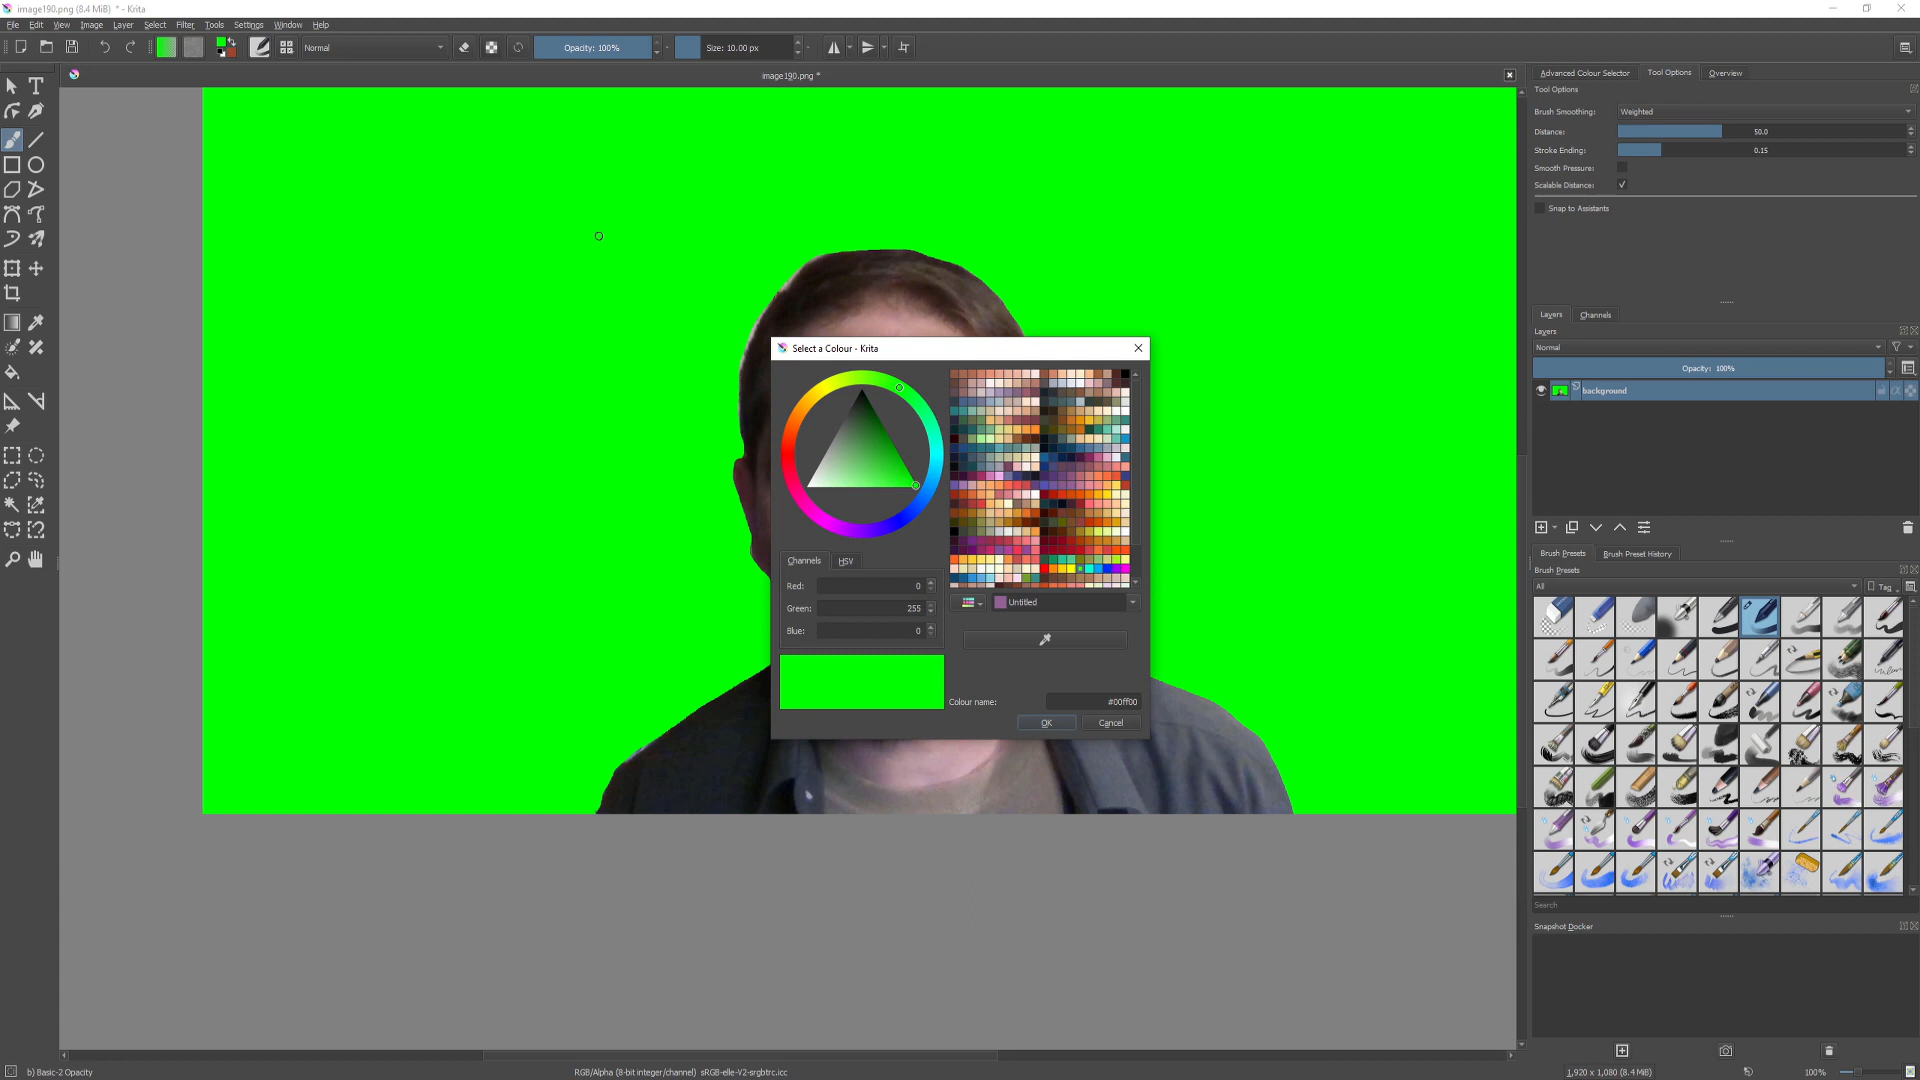 image190.png (8.4 MiB) * - Krita
File Edit View Image Layer Select Filter Tools Settings Window Help
Normal Opacity: 100% Size: 10.00 px
image190.png *
Advanced Colour Selector Tool Options Overview
Tool Options
Brush Smoothing: Weighted
Distance: 50.0
Stroke Ending: 0.15
Smooth Pressure:
Scalable Distance:
Snap to Assistants
Layers Channels
Layers
Normal
Opacity: 100%
background
Select a Colour - Krita
Channels HSV
Red: 0
Green: 255
Blue: 0
Untitled
Colour name: #00ff00
OK Cancel
Brush Presets Brush Preset History
Brush Presets
All Tag
Search
Snapshot Docker
b) Basic-2 Opacity
RGB/Alpha (8-bit integer/channel) sRGB-elle-V2-srgbtrc.icc
1,920 x 1,080 (8.4 MiB) 100%